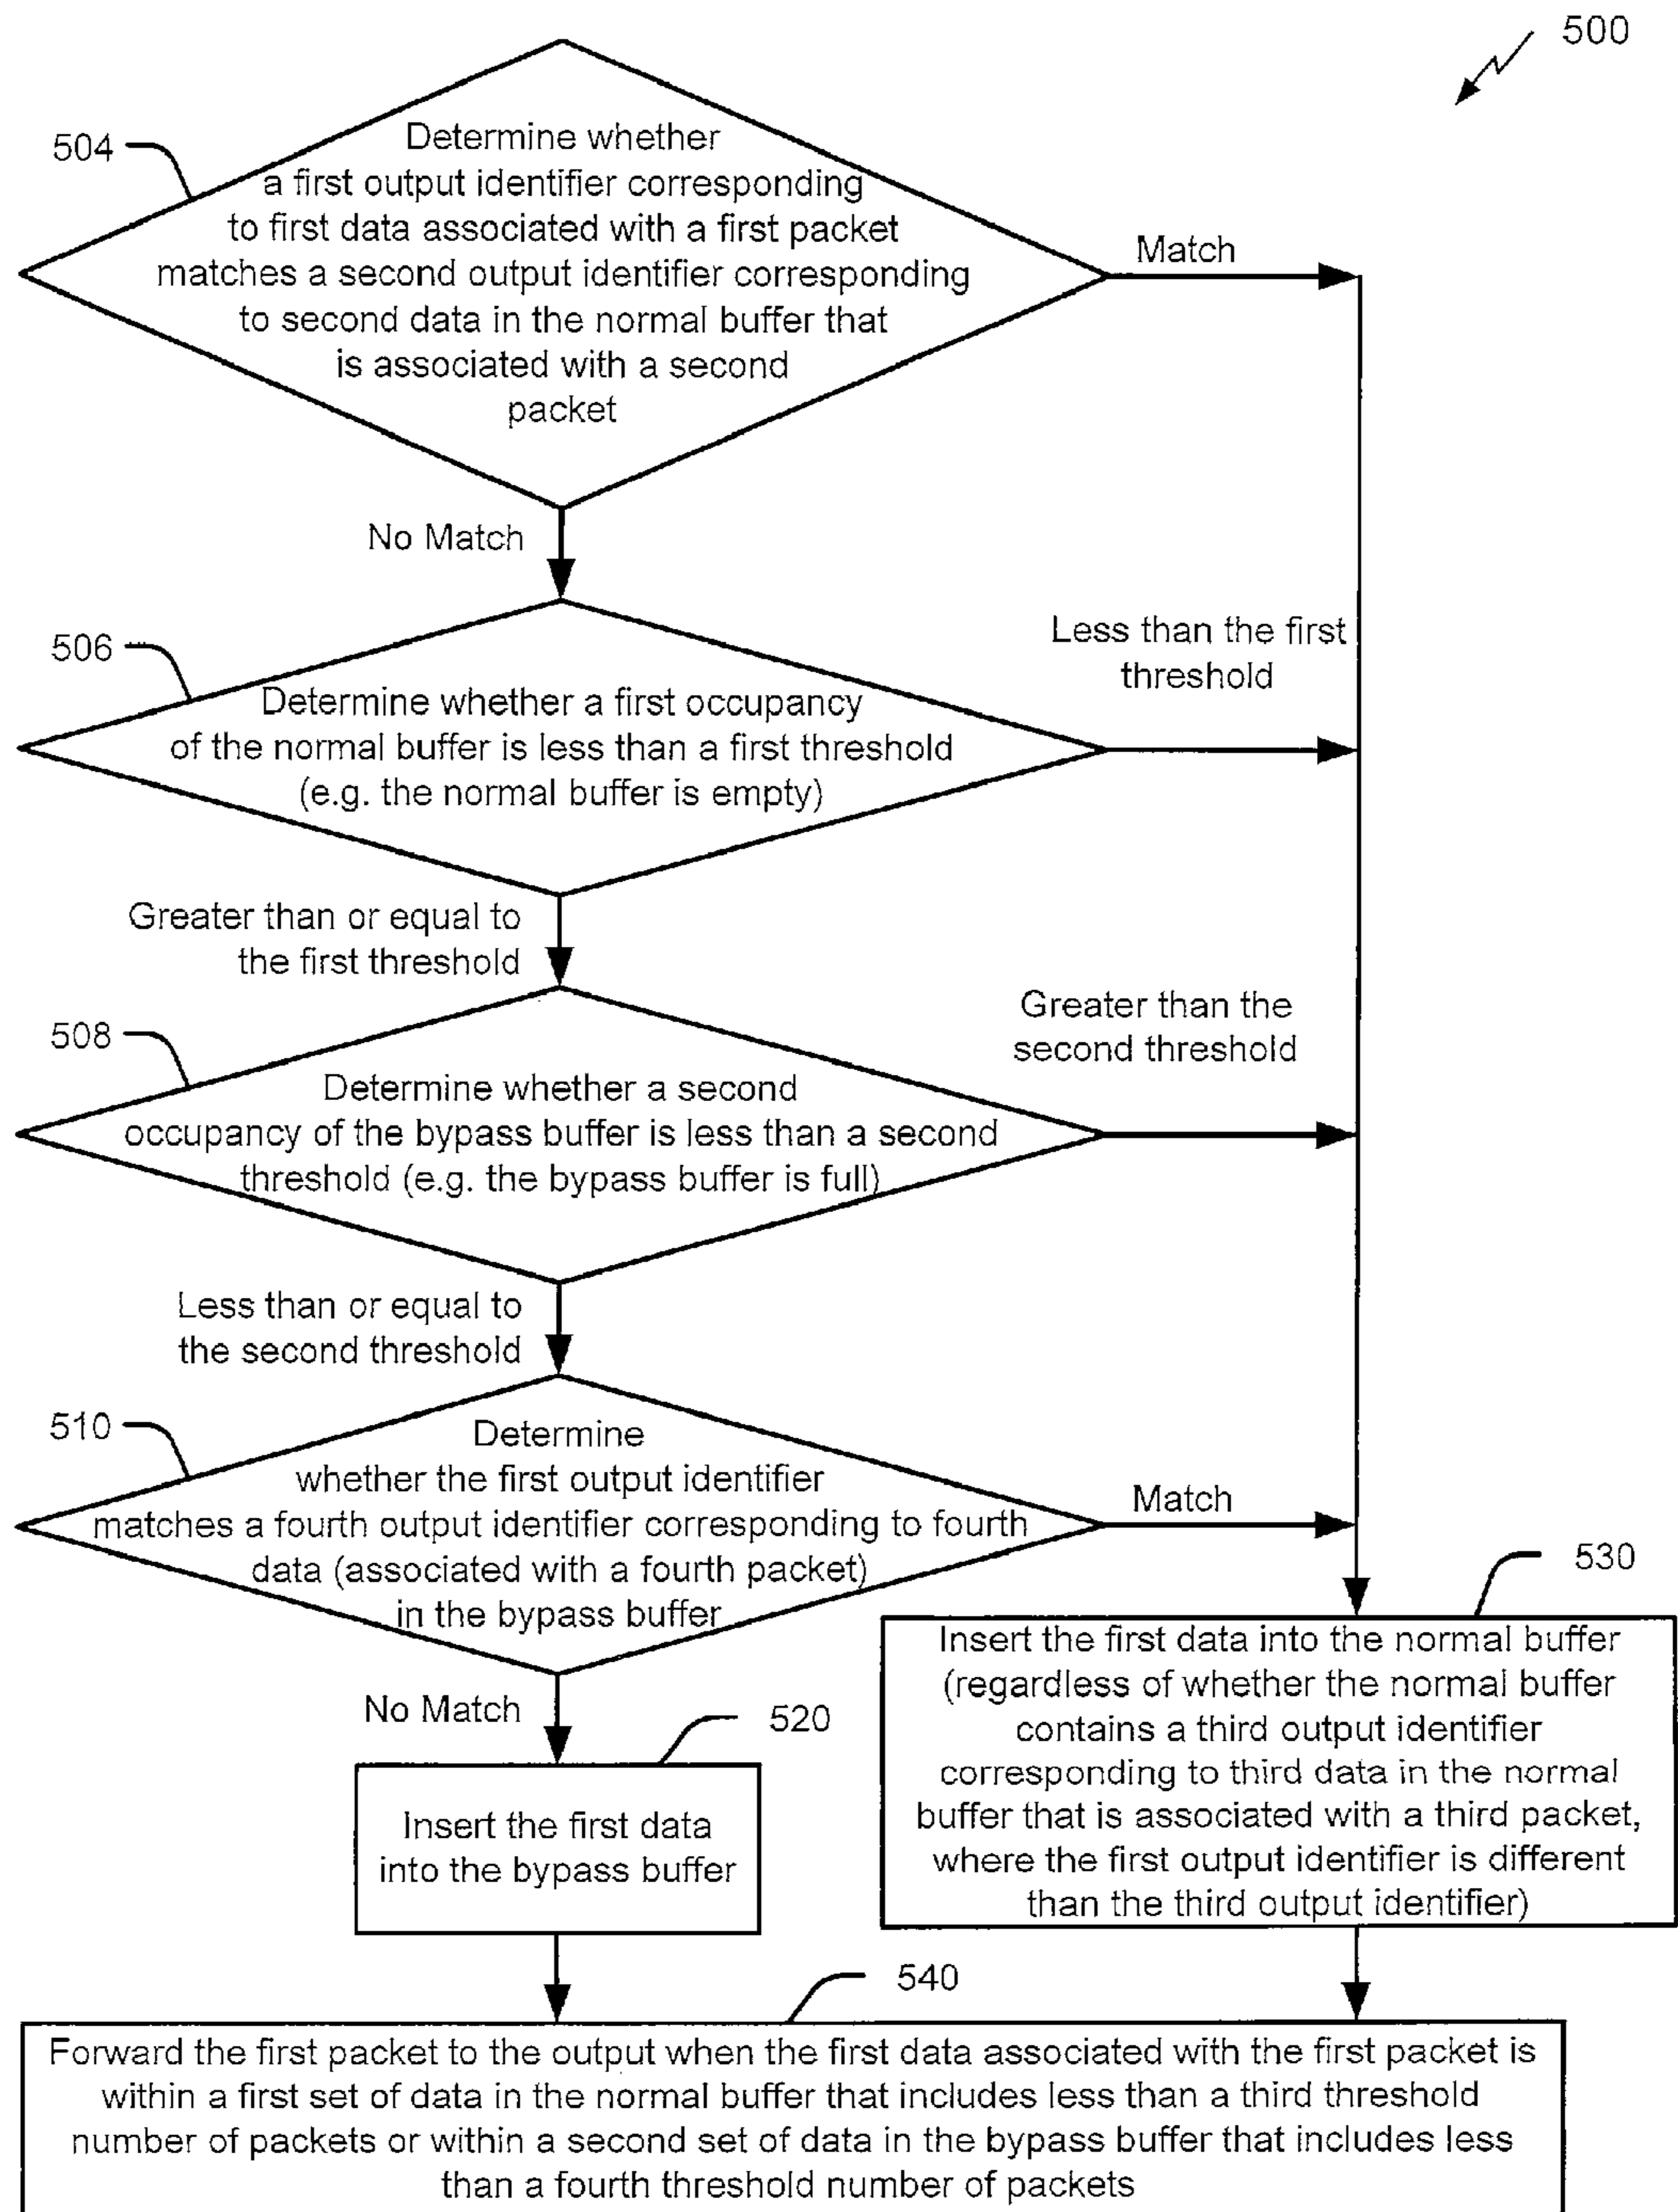 500
504
Determine whether
a first output identifier corresponding
to first data associated with a first packet
matches a second output identifier corresponding
to second data in the normal buffer that
is associated with a second
packet
Match
No Match
506
Determine whether a first occupancy
of the normal buffer is less than a first threshold
(e.g. the normal buffer is empty)
Less than the first
threshold
Greater than or equal to
the first threshold
508
Determine whether a second
occupancy of the bypass buffer is less than a second
threshold (e.g. the bypass buffer is full)
Greater than the
second threshold
Less than or equal to
the second threshold
510
Determine
whether the first output identifier
matches a fourth output identifier corresponding to fourth
data (associated with a fourth packet)
in the bypass buffer
Match
No Match
520
Insert the first data
into the bypass buffer
530
Insert the first data into the normal buffer
(regardless of whether the normal buffer
contains a third output identifier
corresponding to third data in the normal
buffer that is associated with a third packet,
where the first output identifier is different
than the third output identifier)
540
Forward the first packet to the output when the first data associated with the first packet is
within a first set of data in the normal buffer that includes less than a third threshold
number of packets or within a second set of data in the bypass buffer that includes less
than a fourth threshold number of packets